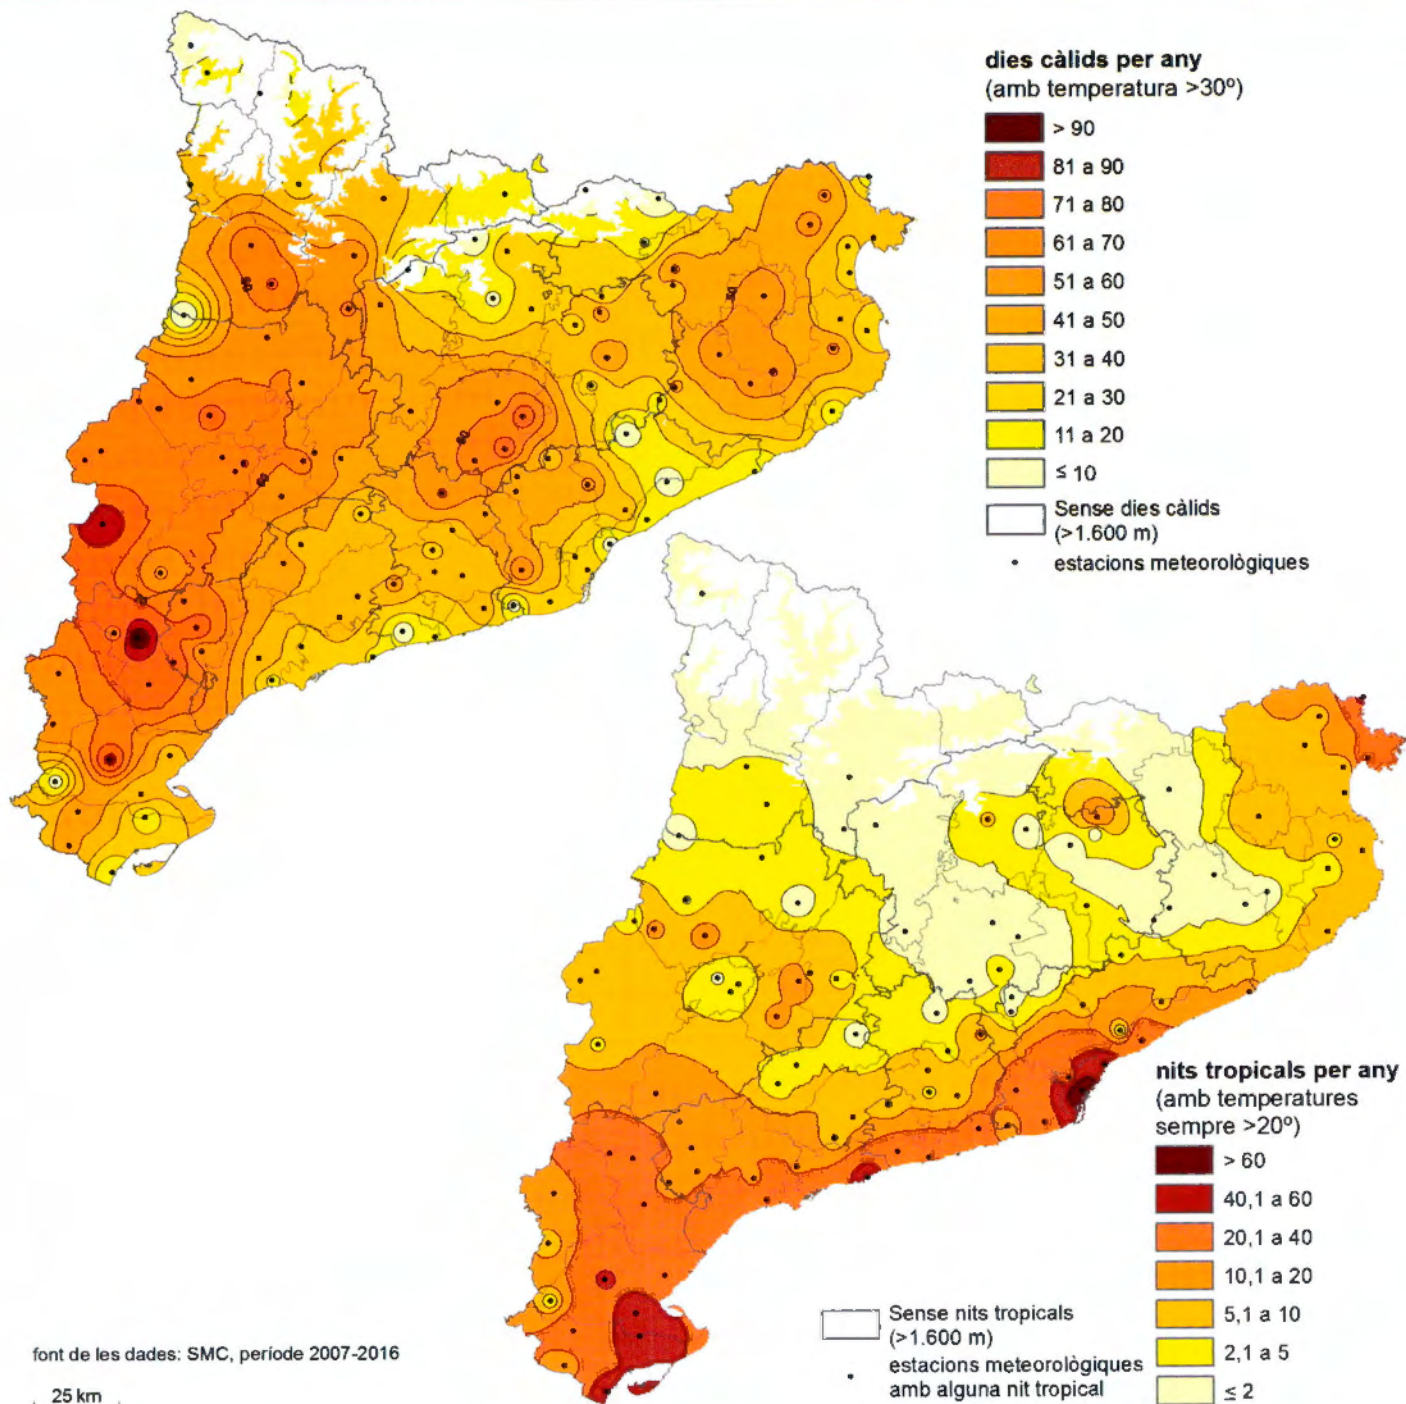 dies càlids per any
(amb temperatura >30º)
> 90
81 a 90
71 a 80
61 a 70
51 a 60
41 a 50
31 a 40
21 a 30
11 a 20
≤ 10
Sense dies càlids
(>1.600 m)
estacions meteorològiques
nits tropicals per any
(amb temperatures
sempre >20º)
> 60
40,1 a 60
20,1 a 40
10,1 a 20
5,1 a 10
2,1 a 5
≤ 2
Sense nits tropicals
(>1.600 m)
estacions meteorològiques
amb alguna nit tropical
font de les dades: SMC, període 2007-2016
25 km